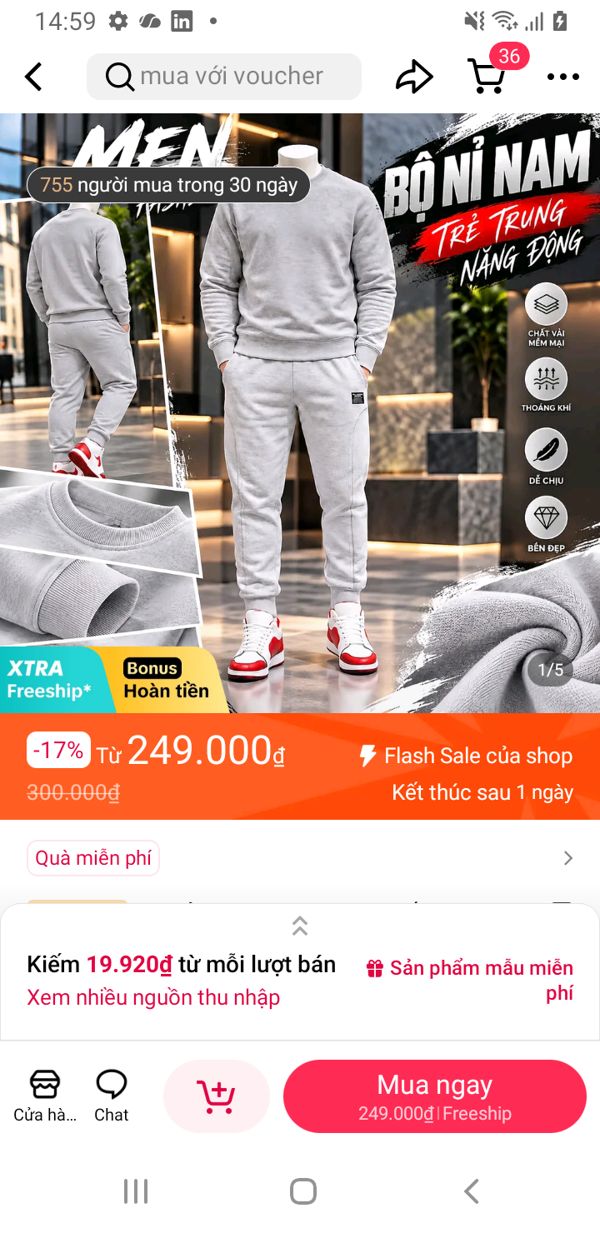 14:59
36
mua với voucher
MEN
755 người mua trong 30 ngày
BỘ NỈ NAM
TRẺ TRUNG
NĂNG ĐỘNG
CHẤT VẢI
MỀM MẠI
THOÁNG KHÍ
DỄ CHỊU
BỀN ĐẸP
XTRA
Freeship*
Bonus
Hoàn tiền
1/5
-17% Từ 249.000₫
300.000₫
Flash Sale của shop
Kết thúc sau 1 ngày
Quà miễn phí
Kiếm 19.920₫ từ mỗi lượt bán
Xem nhiều nguồn thu nhập
Sản phẩm mẫu miễn
phí
Cửa hà...
Chat
Mua ngay
249.000₫|Freeship